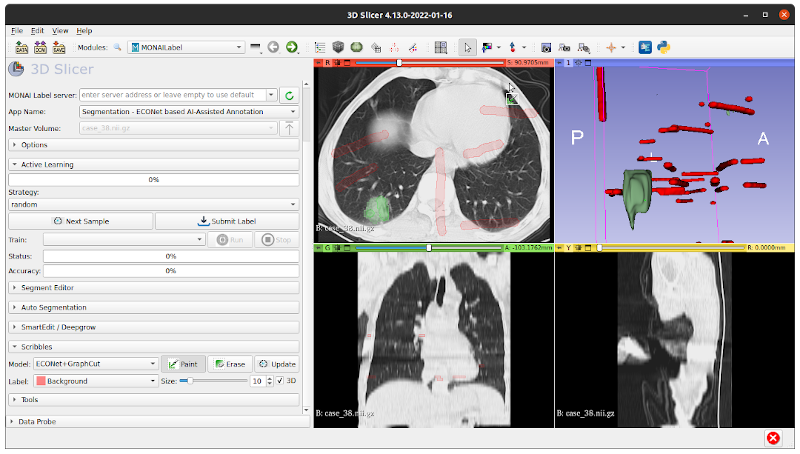 3D Slicer 4.13.0-2022-01-16
File Edit View Help
DATA DCM SAVE Modules: MONAILabel
3D Slicer
MONAI Label server: enter server address or leave empty to use default
App Name: Segmentation - ECONet based AI-Assisted Annotation
Master Volume: case_38.nii.gz
Options
Active Learning
0%
Strategy:
random
Next Sample Submit Label
Train: Run Stop
Status: 0%
Accuracy: 0%
Segment Editor
Auto Segmentation
SmartEdit / Deepgrow
Scribbles
Model: ECONet+GraphCut Paint Erase Update
Label: Background Size: 10 3D
Tools
Data Probe
R S: 90.9705mm
B: case_38.nii.gz
1
P A
L
G A: -103.1762mm
B: case_38.nii.gz
Y R: 0.0000mm
B: case_38.nii.gz